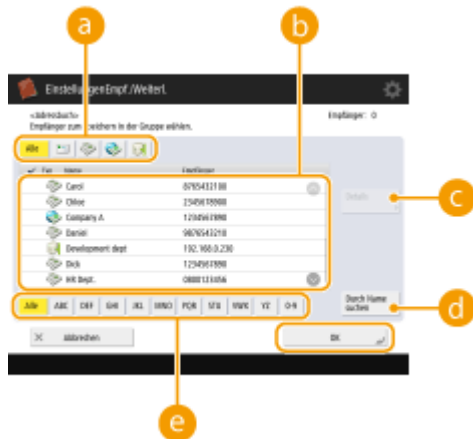 a
b
Einstellungen Empf./Weiterl.
<Adressbuch>
Empfänger: 0
Empfänger zum Speichern in der Gruppe wählen.
Alle
Typ Name Empfänger
Carol 8765432100
Chloe 2345678900
Company A 1234567890
Daniel 9876543210
Development dept 192.168.0.230
Dick 1234567890
HR Dept. 0800123456
Details
c
Alle ABC DEF GHI JKL MNO PQR STU VWX YZ 0-9
Durch Name
suchen
d
Abbrechen
OK
e